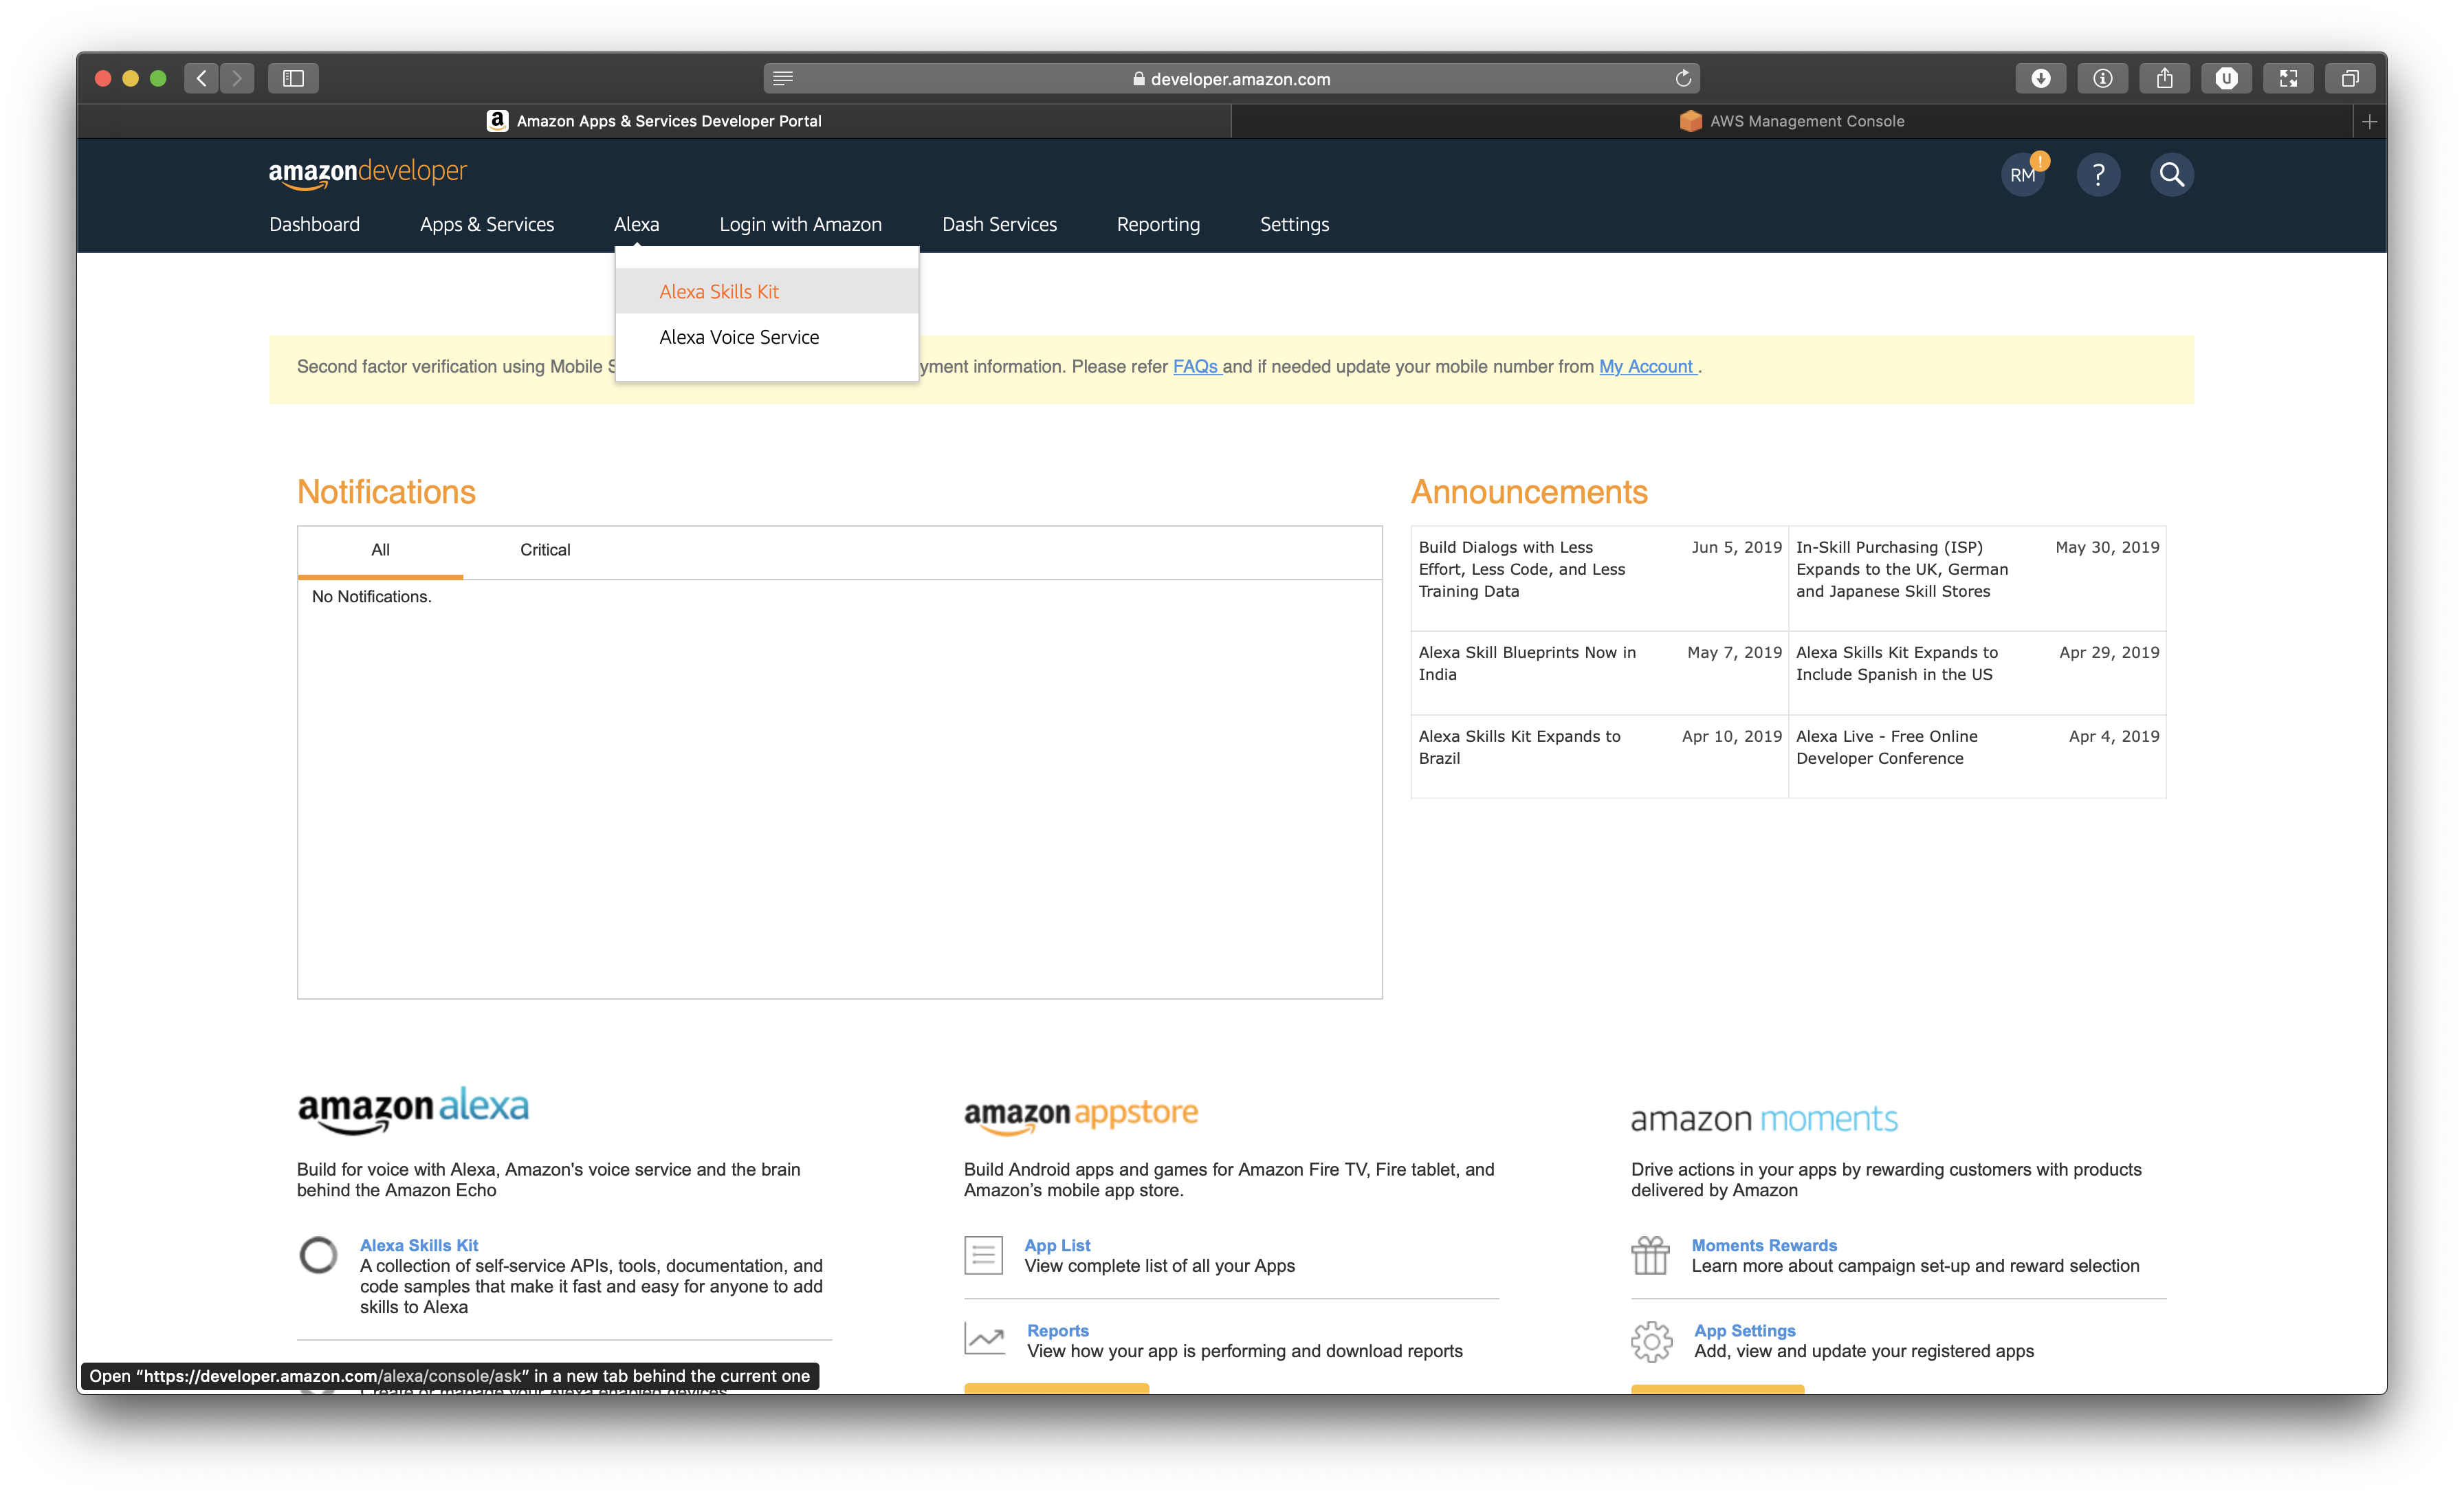 developer.amazon.com
Amazon Apps & Services Developer Portal
AWS Management Console
amazondeveloper
RM
!
?
Dashboard
Apps & Services
Alexa
Login with Amazon
Dash Services
Reporting
Settings
Alexa Skills Kit
Alexa Voice Service
Second factor verification using Mobile
yment information. Please refer FAQs and if needed update your mobile number from My Account .
Notifications
All
Critical
No Notifications.
Announcements
Build Dialogs with Less
Effort, Less Code, and Less
Training Data
Jun 5, 2019
In-Skill Purchasing (ISP)
Expands to the UK, German
and Japanese Skill Stores
May 30, 2019
Alexa Skill Blueprints Now in
India
May 7, 2019
Alexa Skills Kit Expands to
Include Spanish in the US
Apr 29, 2019
Alexa Skills Kit Expands to
Brazil
Apr 10, 2019
Alexa Live - Free Online
Developer Conference
Apr 4, 2019
amazon alexa
Build for voice with Alexa, Amazon's voice service and the brain
behind the Amazon Echo
Alexa Skills Kit
A collection of self-service APIs, tools, documentation, and
code samples that make it fast and easy for anyone to add
skills to Alexa
amazon appstore
Build Android apps and games for Amazon Fire TV, Fire tablet, and
Amazon’s mobile app store.
App List
View complete list of all your Apps
Reports
View how your app is performing and download reports
amazon moments
Drive actions in your apps by rewarding customers with products
delivered by Amazon
Moments Rewards
Learn more about campaign set-up and reward selection
App Settings
Add, view and update your registered apps
Open “https://developer.amazon.com/alexa/console/ask” in a new tab behind the current one